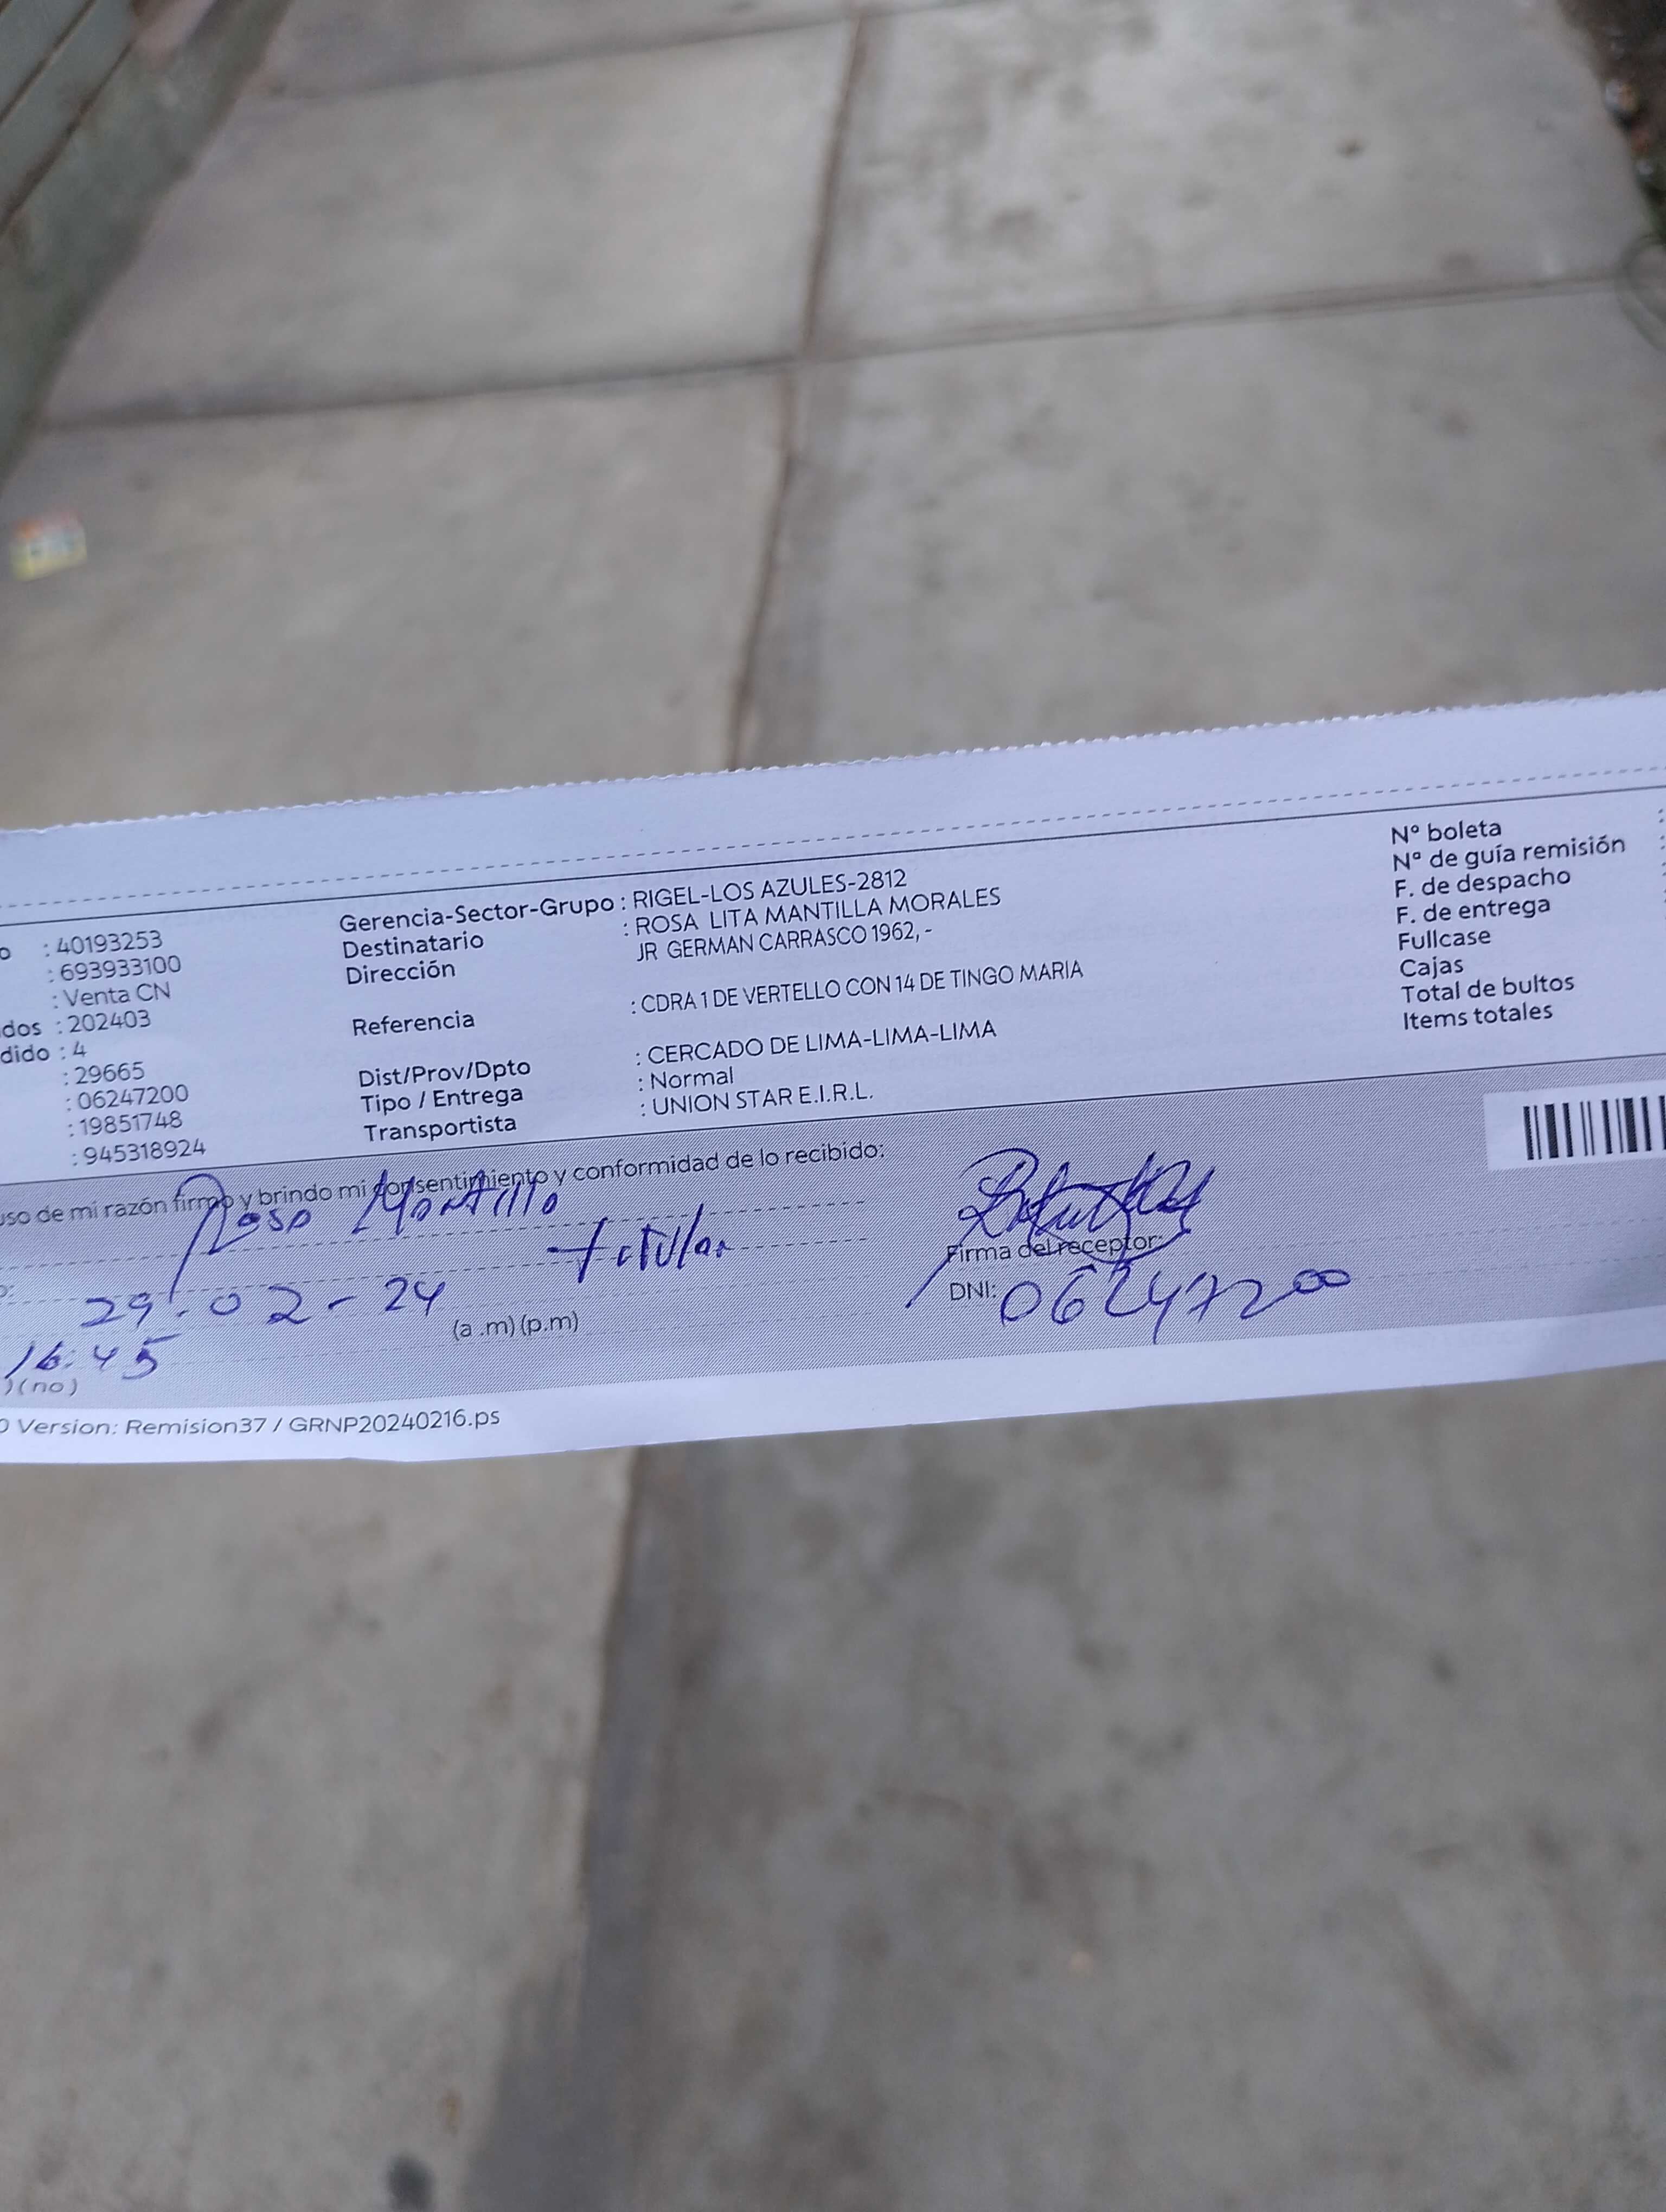 : 40193253
: 693933100
: Venta CN
dos : 202403
dido : 4
: 29665
: 06247200
: 19851748
: 945318924
Gerencia-Sector-Grupo : RIGEL-LOS AZULES-2812
Destinatario : ROSA LITA MANTILLA MORALES
Dirección JR GERMAN CARRASCO 1962, -
Referencia : CDRA 1 DE VERTELLO CON 14 DE TINGO MARIA
Dist/Prov/Dpto : CERCADO DE LIMA-LIMA-LIMA
Tipo / Entrega : Normal
Transportista : UNION STAR E.I.R.L.
N° boleta
N° de guía remisión
F. de despacho
F. de entrega
Fullcase
Cajas
Total de bultos
Items totales
uso de mi razón firmo y brindo mi consentimiento y conformidad de lo recibido:
Rosa Mantilla
titular
29-02-24
(a .m) (p.m)
16:45
) (no)
Firma del receptor:
DNI: 06247200
Version: Remision37 / GRNP20240216.ps